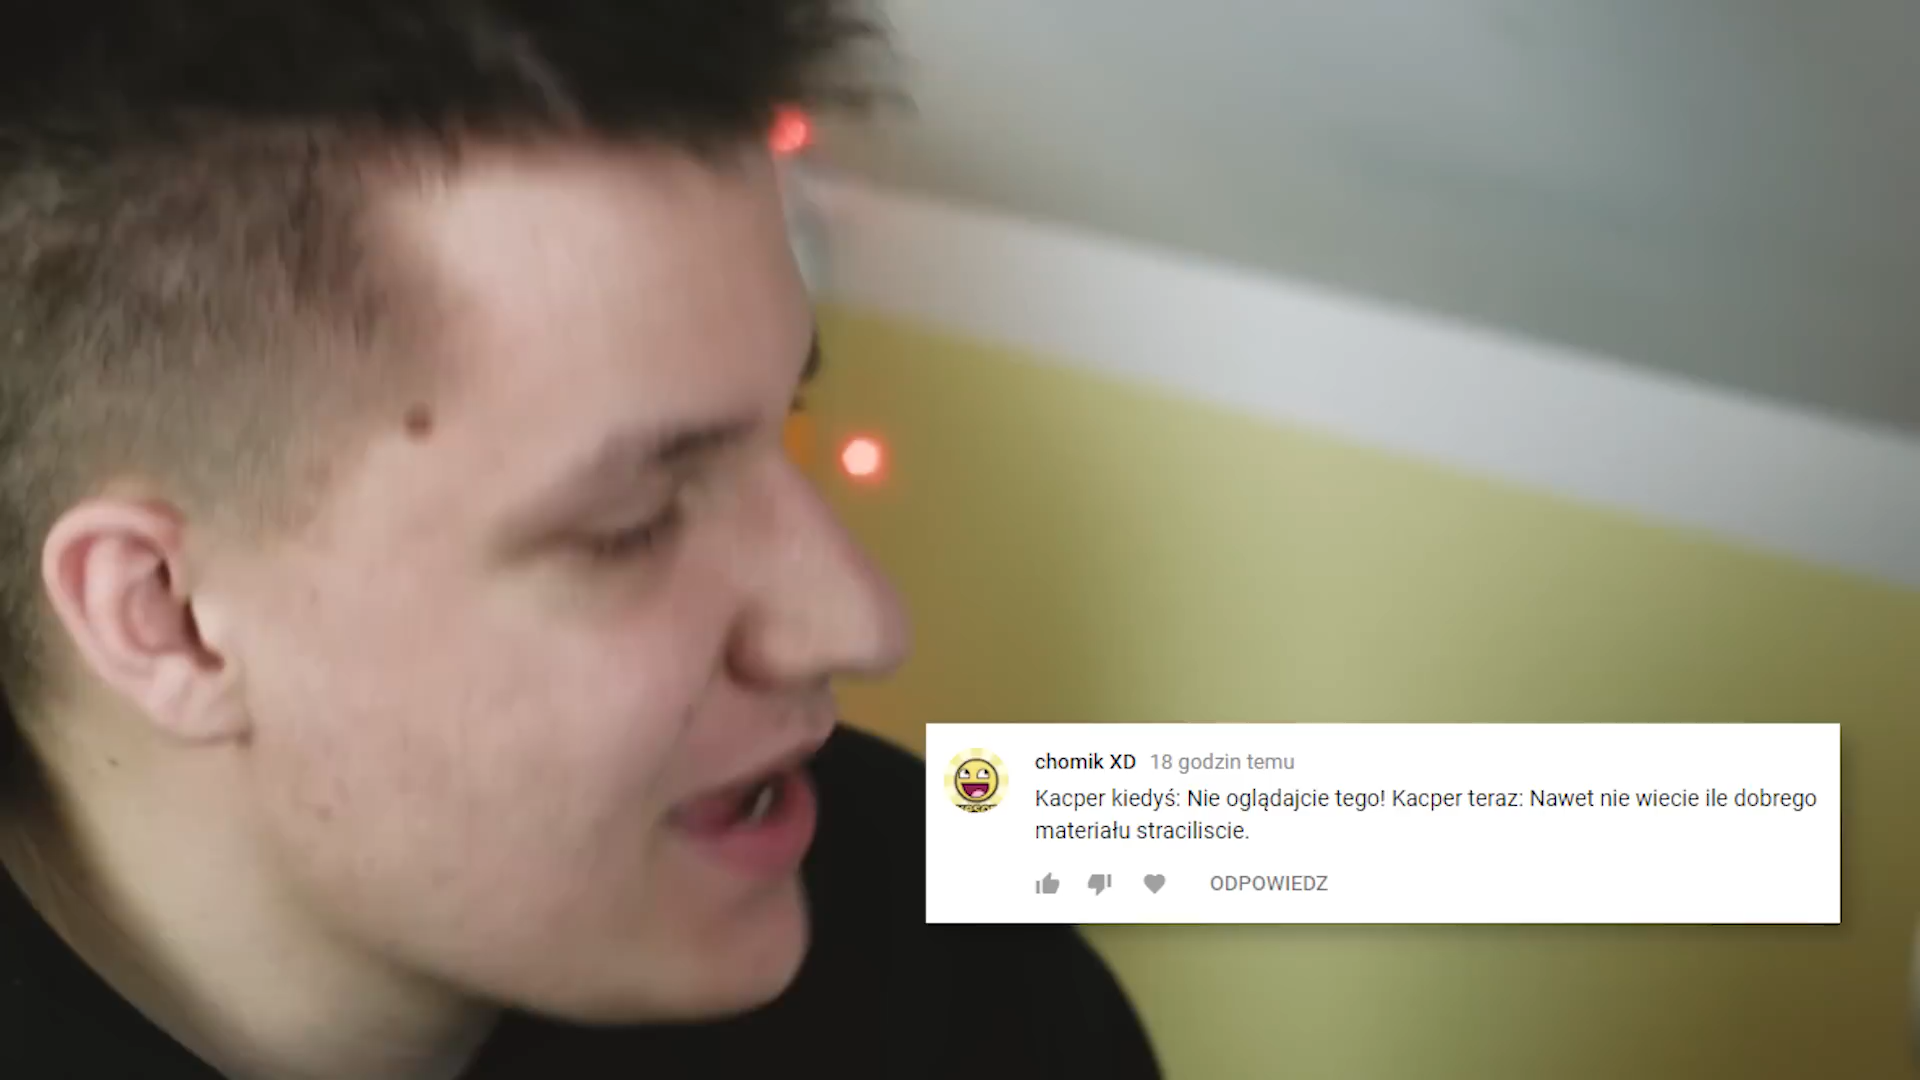 chomik XD 18 godzin temu
Kacper kiedyś: Nie oglądajcie tego! Kacper teraz: Nawet nie wiecie ile dobrego
materiału straciliscie.
ODPOWIEDZ